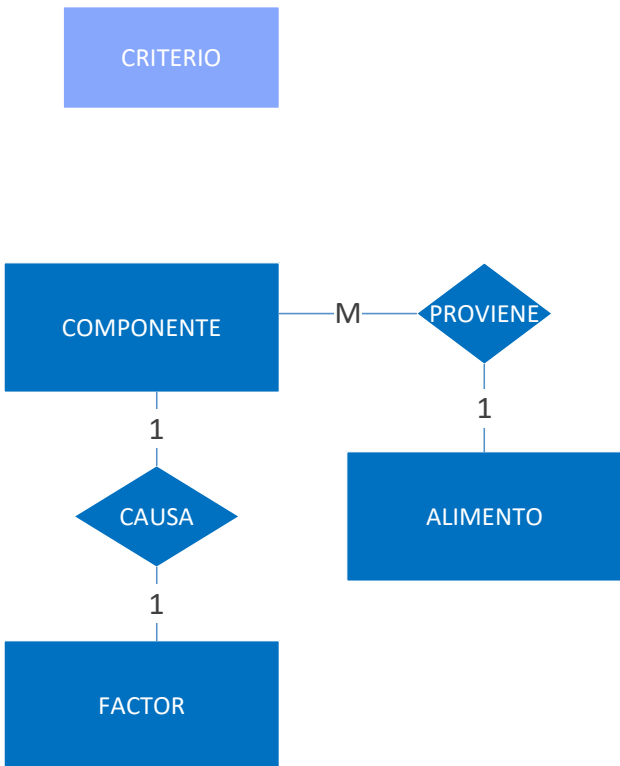 CRITERIO
COMPONENTE
M
PROVIENE
1
1
CAUSA
ALIMENTO
1
FACTOR